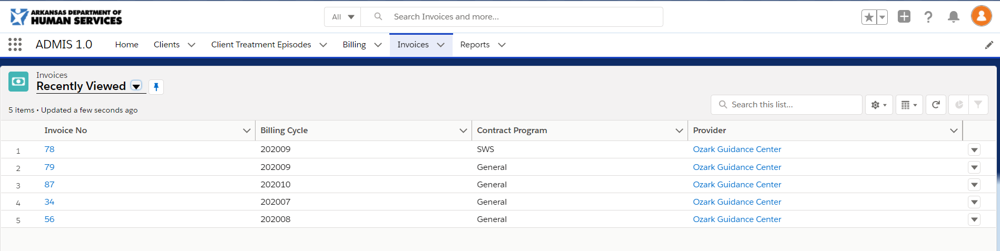 ARKANSAS DEPARTMENT OF
HUMAN SERVICES
All
Search Invoices and more...
ADMIS 1.0
Home
Clients
Client Treatment Episodes
Billing
Invoices
Reports
Invoices
Recently Viewed
5 items • Updated a few seconds ago
Search this list...
Invoice No Billing Cycle Contract Program Provider
1 78 202009 SWS Ozark Guidance Center
2 79 202009 General Ozark Guidance Center
3 87 202010 General Ozark Guidance Center
4 34 202007 General Ozark Guidance Center
5 56 202008 General Ozark Guidance Center